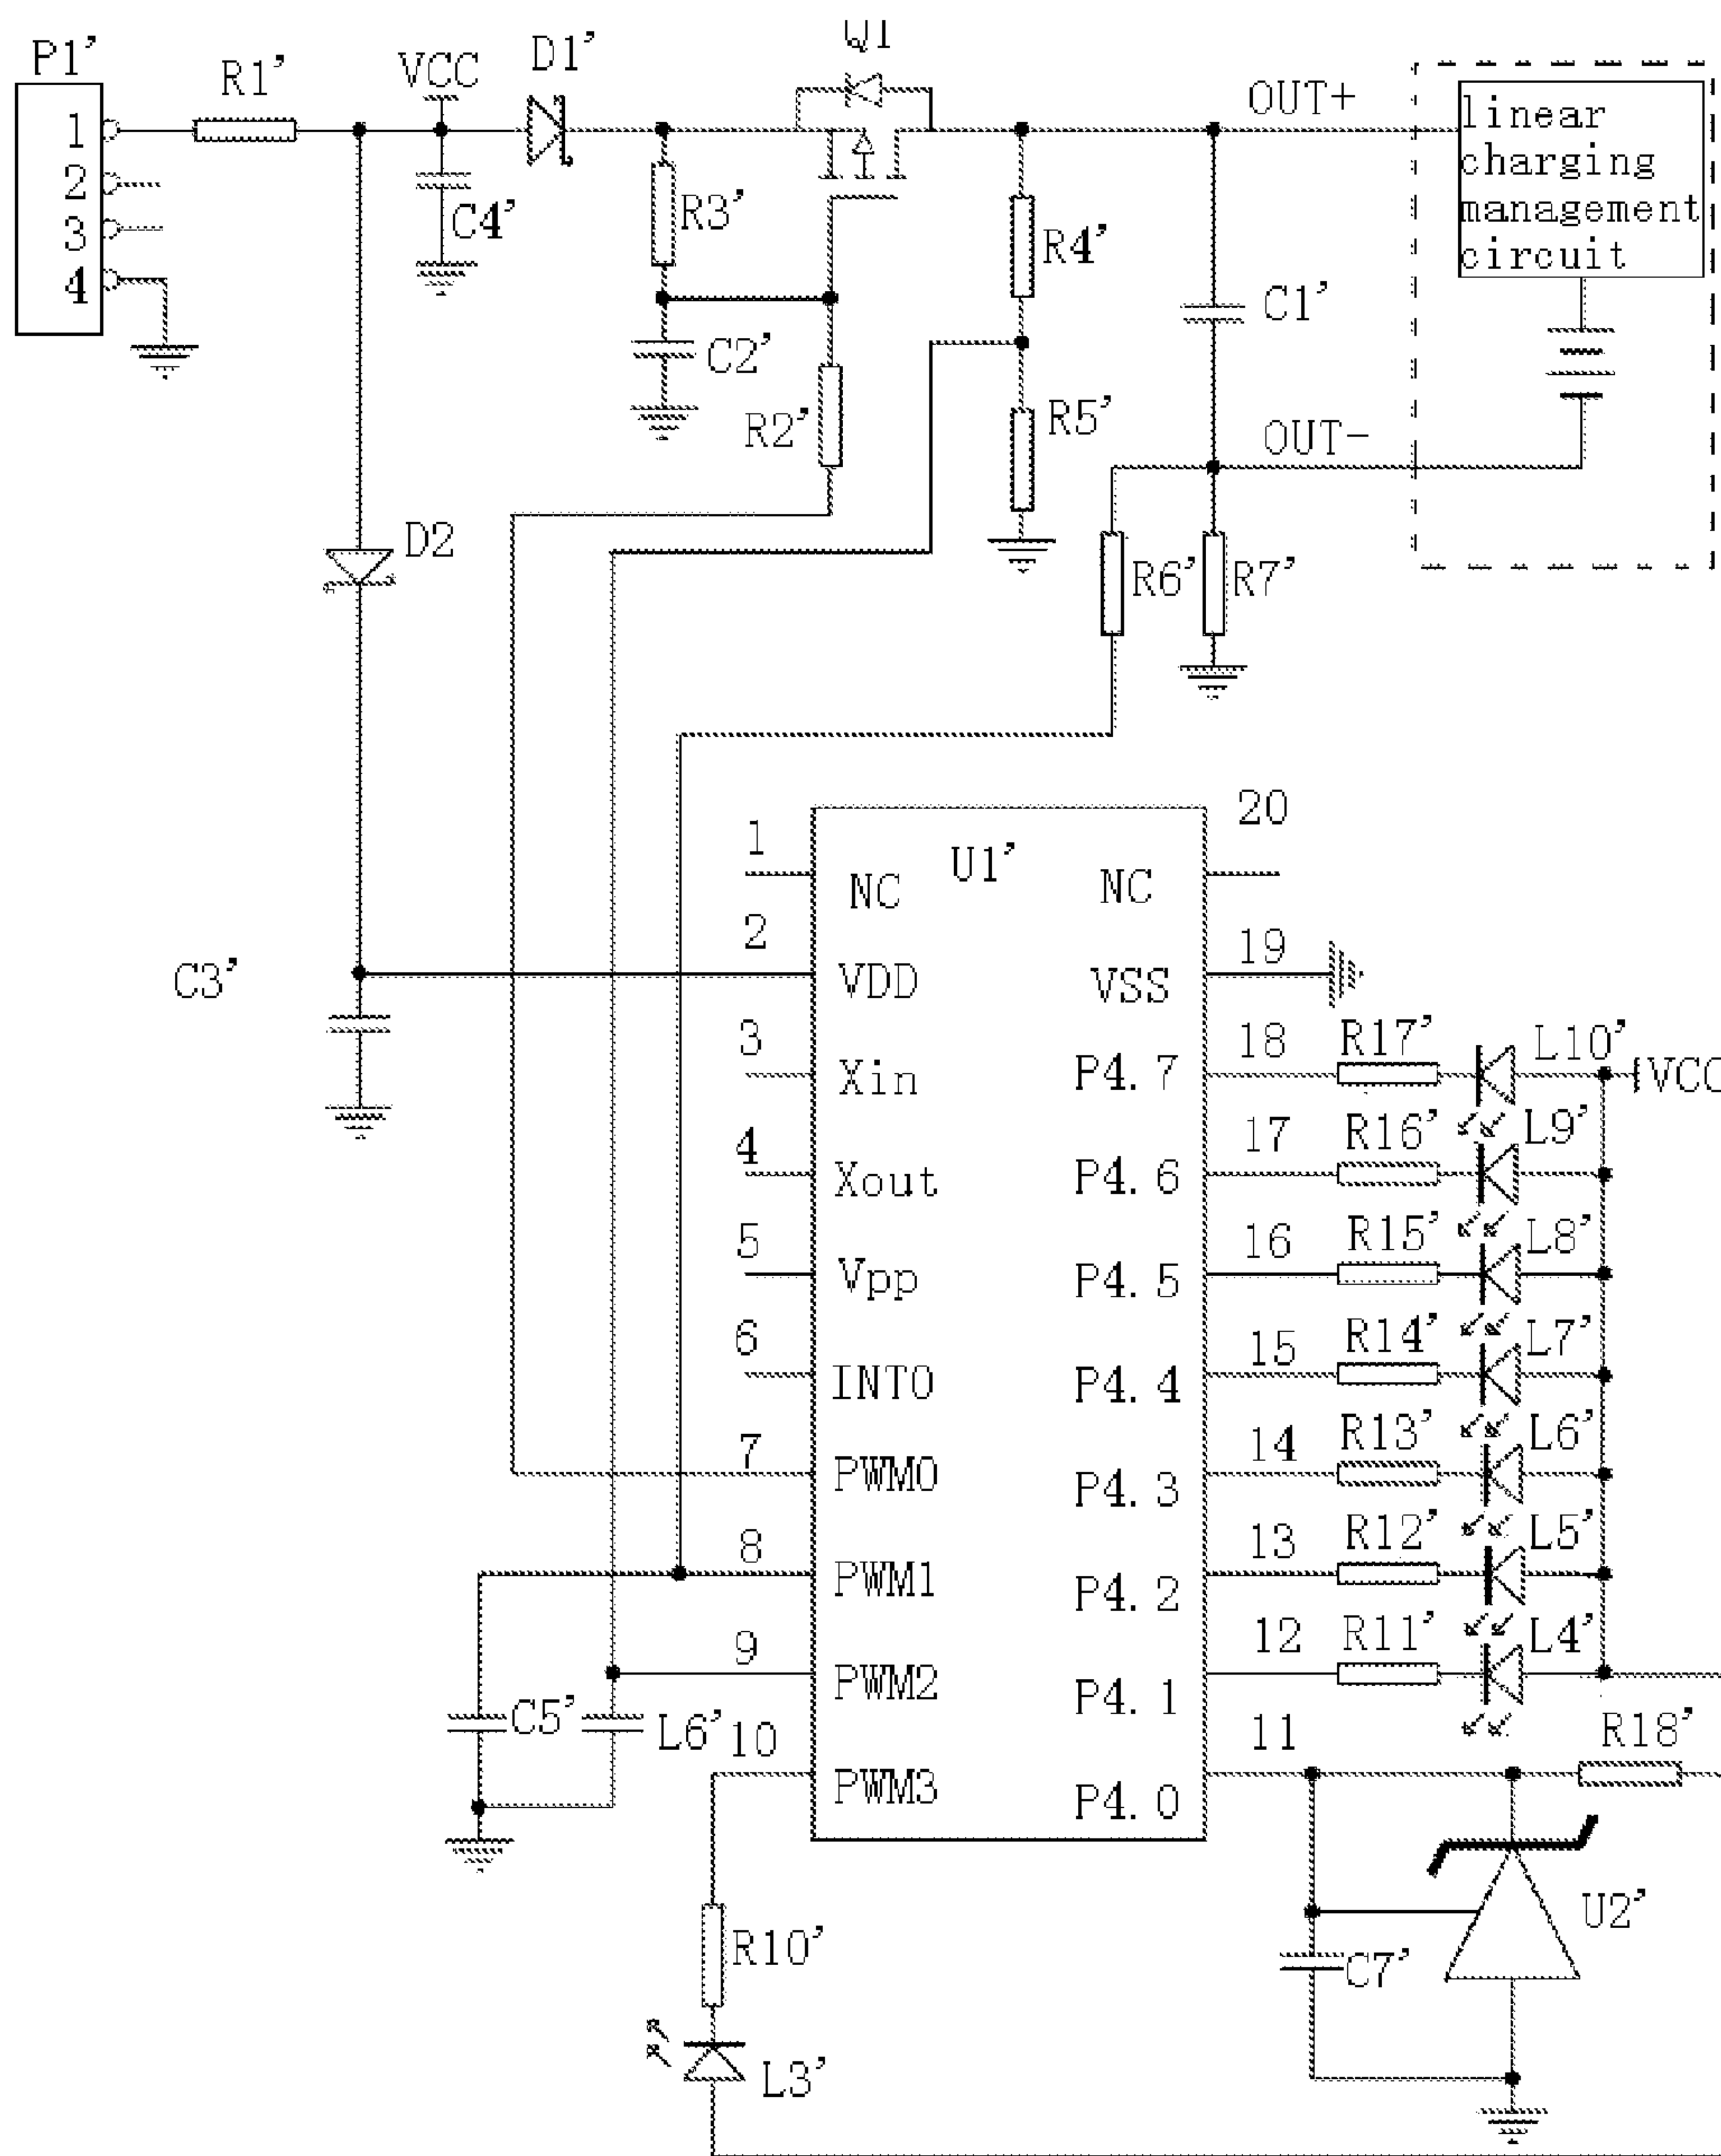 P1’
R1’
VCC
D1’
Q1
1
2
3
4
C4’
R3’
C2’
R2’
R4’
R5’
C1’
OUT+
OUT-
linear
charging
management
circuit
D2
R6’
R7’
C3’
U1’
1
NC
2
VDD
3
Xin
4
Xout
5
Vpp
6
INT0
7
PWM0
8
PWM1
9
PWM2
10
PWM3
20
NC
19
VSS
18
P4.7
R17’
L10’
VCC
17
P4.6
R16’
L9’
16
P4.5
R15’
L8’
15
P4.4
R14’
L7’
14
P4.3
R13’
L6’
13
P4.2
R12’
L5’
12
P4.1
R11’
L4’
11
P4.0
R18’
C5’
L6’
R10’
L3’
C7’
U2’